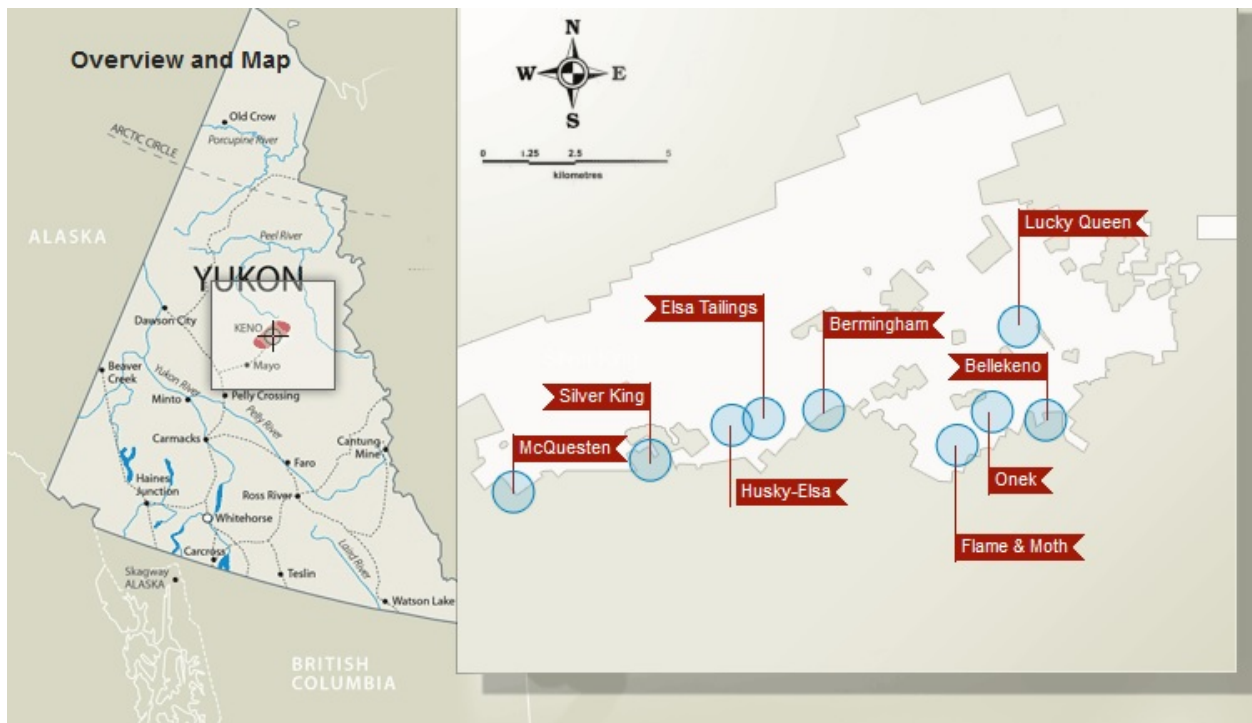 Overview and Map
Old Crow
Porcupine River
ARCTIC CIRCLE
Peel River
ALASKA
YUKON
Dawson City
KENO
Mayo
Beaver
Creek
Yukon River
Minto
Pelly Crossing
Pelly River
Carmacks
Cantung
Mine
Faro
Haines
Junction
Ross River
Whitehorse
Carcross
Teslin
Liard River
Watson Lake
Skagway
ALASKA
BRITISH
COLUMBIA
N
W E
S
0 1.25 2.5 5
kilometres
Lucky Queen
Elsa Tailings
Bermingham
Bellekeno
Silver King
McQuesten
Husky-Elsa
Onek
Flame & Moth